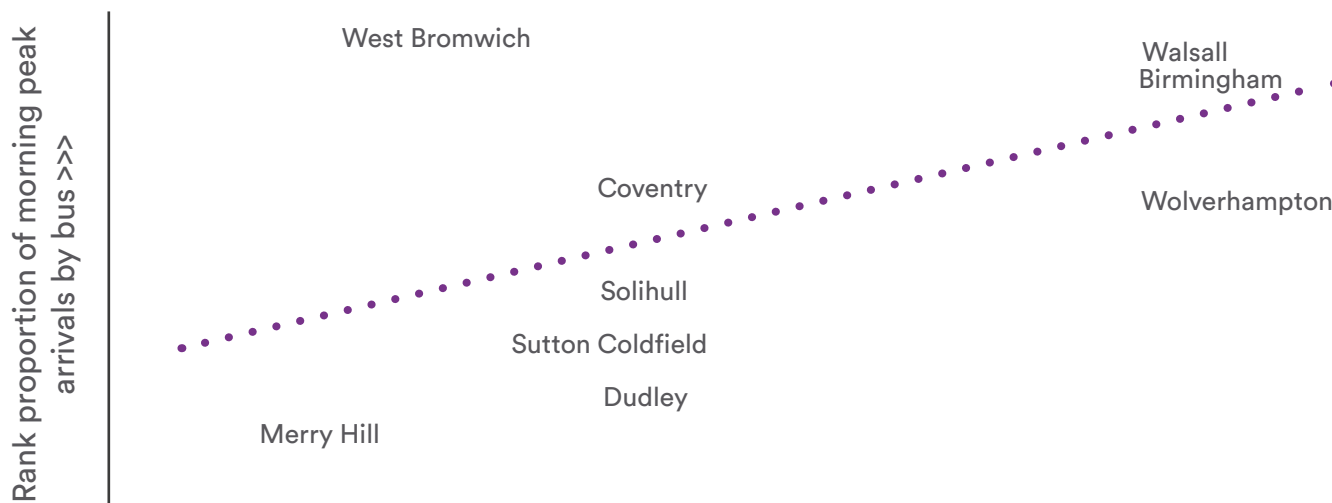 Rank proportion of morning peak
arrivals by bus >>>
West Bromwich
Walsall
Birmingham
Coventry
Wolverhampton
Solihull
Sutton Coldfield
Dudley
Merry Hill